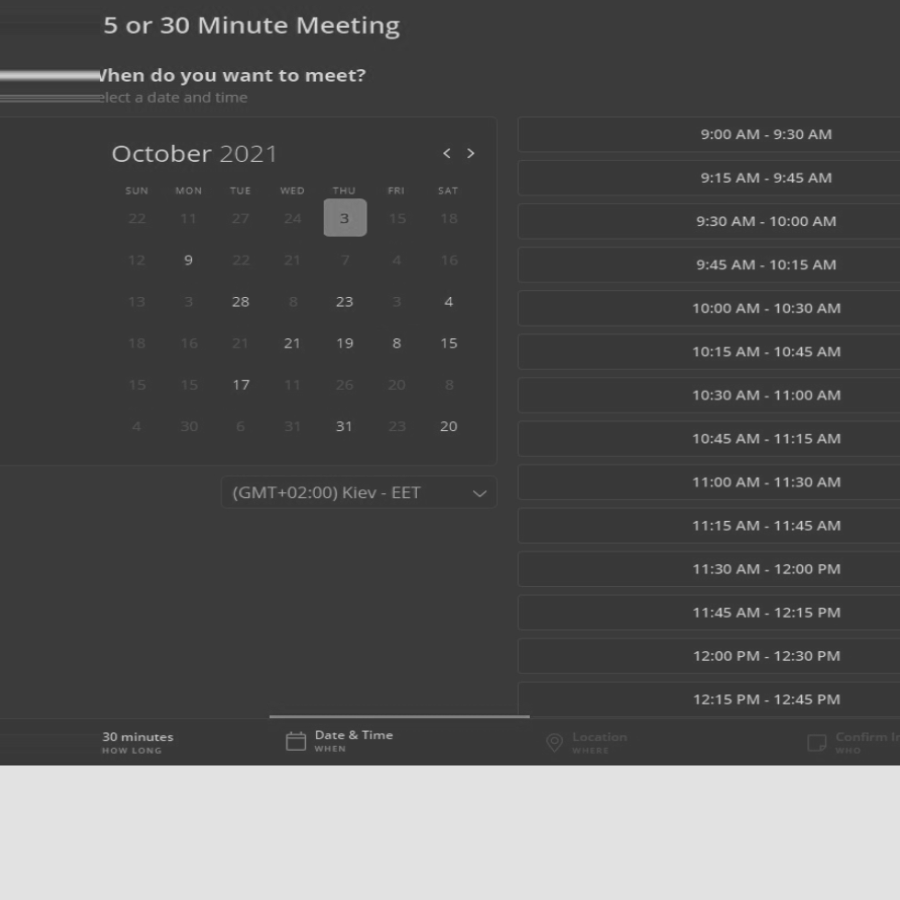 5 or 30 Minute Meeting
When do you want to meet?
elect a date and time
October 2021 < >
SUN MON TUE WED THU FRI SAT
22 11 27 24 3 15 18
12 9 22 21 7 4 16
13 3 28 8 23 3 4
18 16 21 21 19 8 15
15 15 17 11 26 20 8
4 30 6 31 31 23 20
(GMT+02:00) Kiev - EET
9:00 AM - 9:30 AM
9:15 AM - 9:45 AM
9:30 AM - 10:00 AM
9:45 AM - 10:15 AM
10:00 AM - 10:30 AM
10:15 AM - 10:45 AM
10:30 AM - 11:00 AM
10:45 AM - 11:15 AM
11:00 AM - 11:30 AM
11:15 AM - 11:45 AM
11:30 AM - 12:00 PM
11:45 AM - 12:15 PM
12:00 PM - 12:30 PM
12:15 PM - 12:45 PM
30 minutes
HOW LONG
Date & Time
WHEN
Location
WHERE
Confirm I
WHO